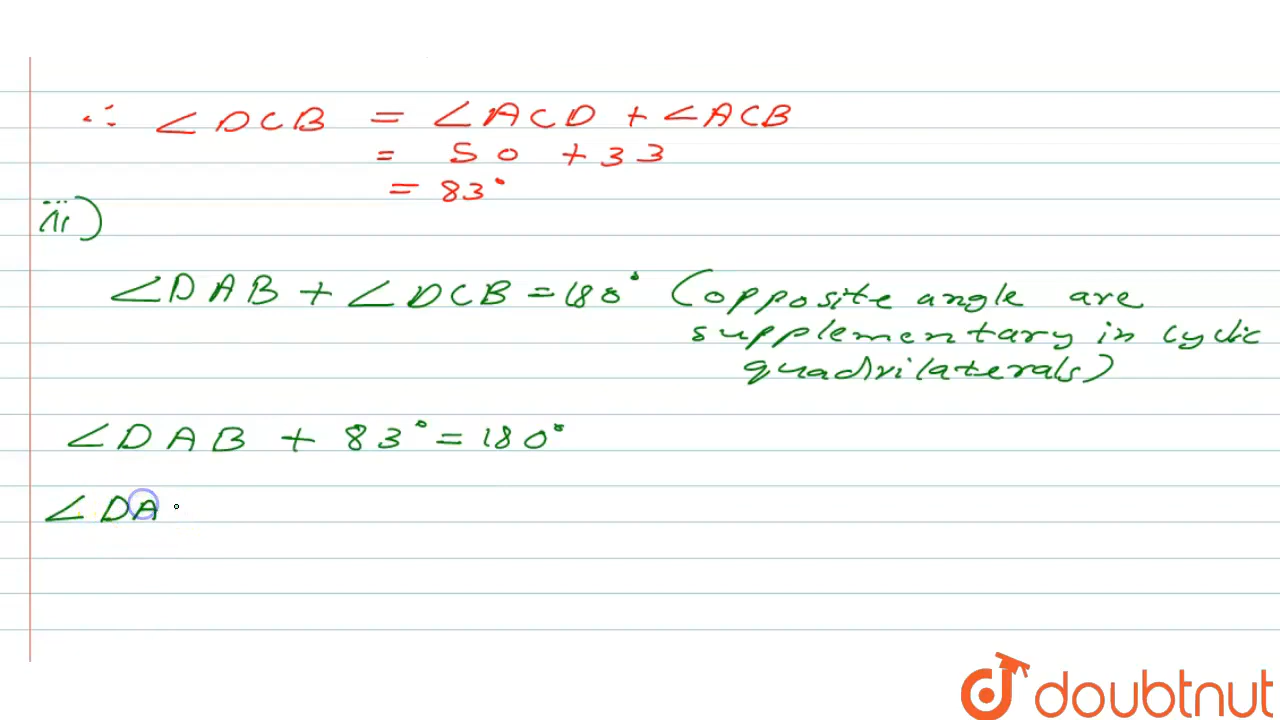 ∴ ∠DCB = ∠ACD + ∠ACB
= 50 + 33
= 83°
iii)
∠DAB + ∠DCB = 180° (opposite angle are
supplementary in cyclic
quadrilaterals)
∠DAB + 83° = 180°
∠DA
doubtnut